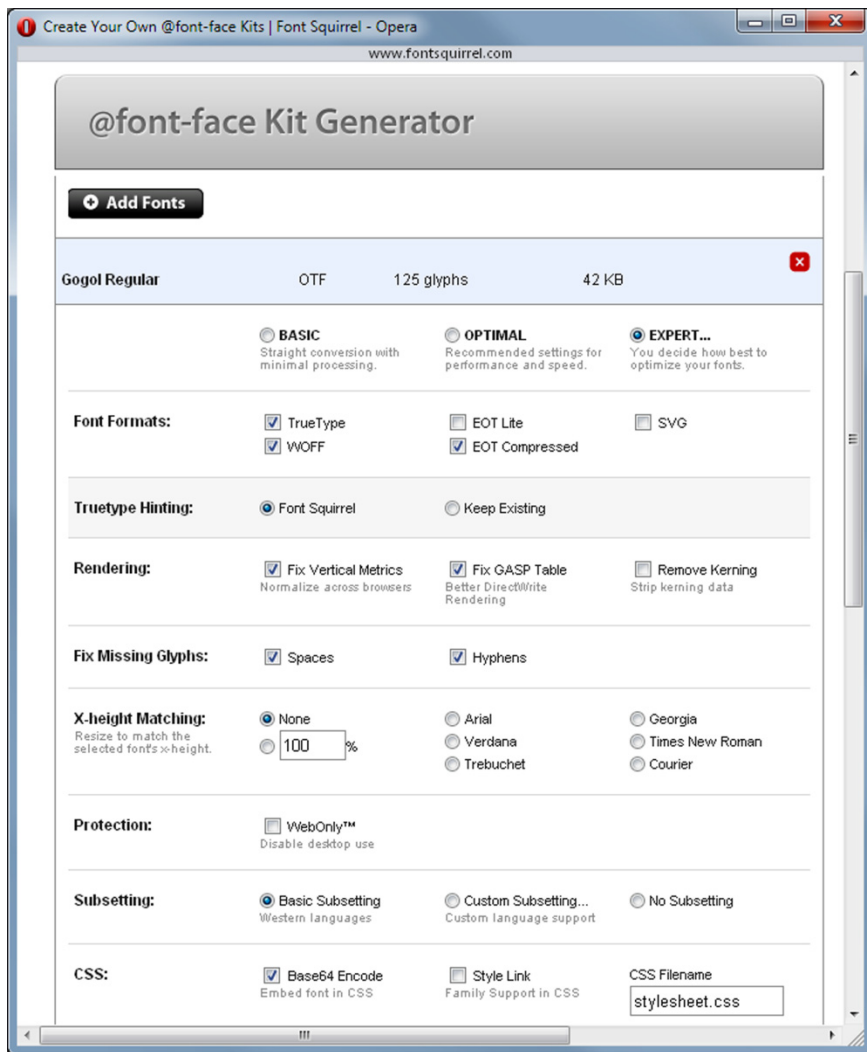 Create Your Own @font-face Kits | Font Squirrel - Opera
www.fontsquirrel.com
@font-face Kit Generator
Add Fonts
Gogol Regular OTF 125 glyphs 42 KB
BASIC OPTIMAL EXPERT...
Straight conversion with Recommended settings for You decide how best to
minimal processing. performance and speed. optimize your fonts.
Font Formats: TrueType EOT Lite SVG
WOFF EOT Compressed
Truetype Hinting: Font Squirrel Keep Existing
Rendering: Fix Vertical Metrics Fix GASP Table Remove Kerning
Normalize across browsers Better DirectWrite Strip kerning data
Rendering
Fix Missing Glyphs: Spaces Hyphens
X-height Matching: None Arial Georgia
Resize to match the 100 % Verdana Times New Roman
selected font's x-height. Trebuchet Courier
Protection: WebOnly™
Disable desktop use
Subsetting: Basic Subsetting Custom Subsetting... No Subsetting
Western languages Custom language support
CSS: Base64 Encode Style Link CSS Filename
Embed font in CSS Family Support in CSS stylesheet.css